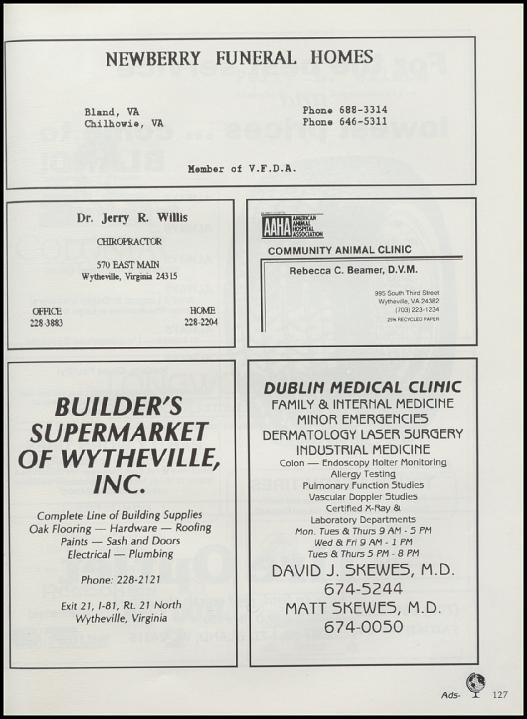 NEWBERRY FUNERAL HOMES
Bland, VA Phone 688-3314
Chilhowie, VA Phone 646-5311
Member of V.F.D.A.
Dr. Jerry R. Willis
CHIROPRACTOR
570 EAST MAIN
Wytheville, Virginia 24315
OFFICE HOME
228-3883 228-2204
AAHA AMERICAN
ANIMAL
HOSPITAL
ASSOCIATION
COMMUNITY ANIMAL CLINIC
Rebecca C. Beamer, D.V.M.
995 South Third Street
Wytheville, VA 24382
(703) 223-1234
25% RECYCLED PAPER
BUILDER'S
SUPERMARKET
OF WYTHEVILLE,
INC.
Complete Line of Building Supplies
Oak Flooring — Hardware — Roofing
Paints — Sash and Doors
Electrical — Plumbing
Phone: 228-2121
Exit 21, I-81, Rt. 21 North
Wytheville, Virginia
DUBLIN MEDICAL CLINIC
FAMILY & INTERNAL MEDICINE
MINOR EMERGENCIES
DERMATOLOGY LASER SURGERY
INDUSTRIAL MEDICINE
Colon — Endoscopy Holter Monitoring
Allergy Testing
Pulmonary Function Studies
Vascular Doppler Studies
Certified X-Ray &
Laboratory Departments
Mon. Tues & Thurs 9 AM - 5 PM
Wed & Fri 9 AM - 1 PM
Tues & Thurs 5 PM - 8 PM
DAVID J. SKEWES, M.D.
674-5244
MATT SKEWES, M.D.
674-0050
Ads- 127